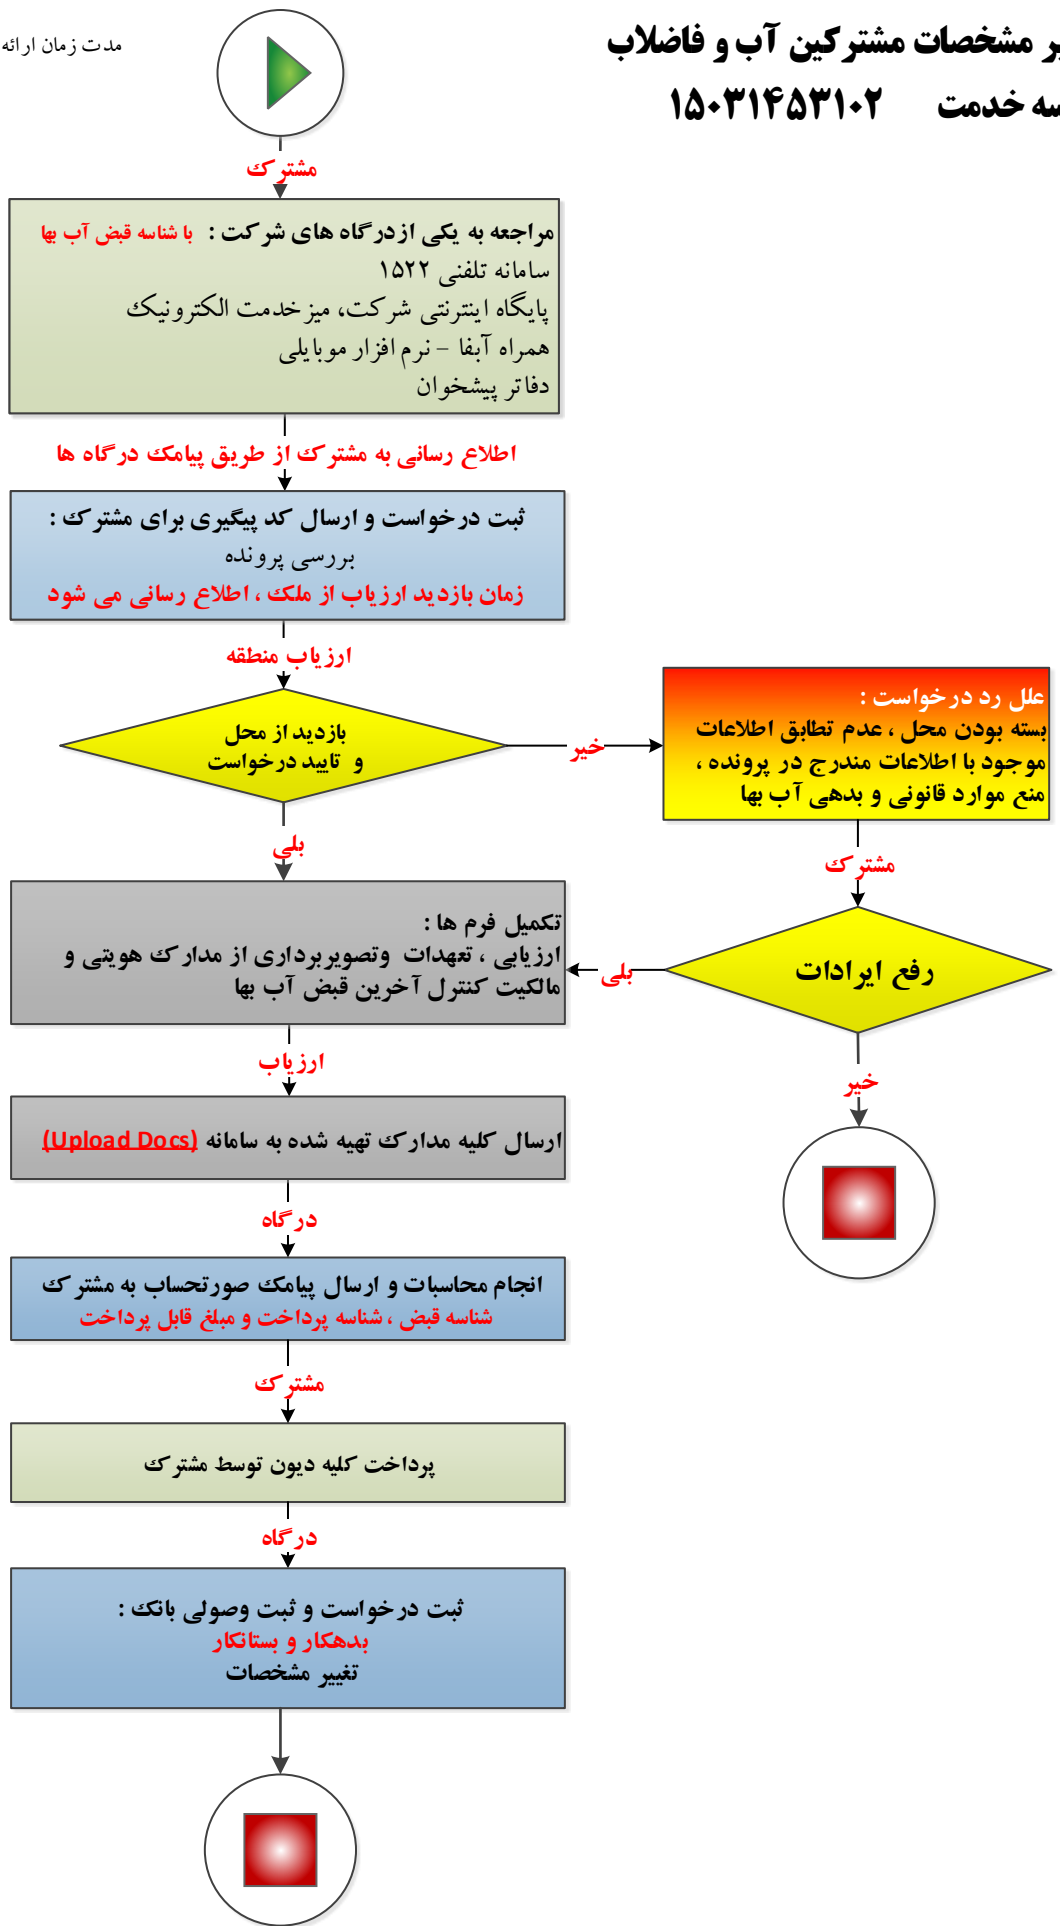 مشخصات مشترکین آب و فاضلاب
خدمت ۱۵۰۳۱۴۵۳۱۰۲
مدت زمان ارائه
مشترک
مراجعه به یکی ازدرگاه های شرکت : با شناسه قبض آب بها
سامانه تلفنی ۱۵۲۲
پایگاه اینترنتی شرکت، میز خدمت الکترونیک
همراه آبفا – نرم افزار موبایلی
دفاتر پیشخوان
اطلاع رسانی به مشترک از طریق پیامک درگاه ها
ثبت درخواست و ارسال کد پیگیری برای مشترک :
بررسی پرونده
زمان بازدید ارزیاب از ملک ، اطلاع رسانی می شود
ارزیاب منطقه
بازدید از محل
و تایید درخواست
خیر
علل رد درخواست :
بسته بودن محل ، عدم تطابق اطلاعات
موجود با اطلاعات مندرج در پرونده ،
منع موارد قانونی و بدهی آب بها
بلی
مشترک
تکمیل فرم ها :
ارزیابی ، تعهدات وتصویربرداری از مدارک هویتی و
مالکیت کنترل آخرین قبض آب بها
بلی
رفع ایرادات
ارزیاب
خیر
ارسال کلیه مدارک تهیه شده به سامانه (Upload Docs)
درگاه
انجام محاسبات و ارسال پیامک صورتحساب به مشترک
شناسه قبض ، شناسه پرداخت و مبلغ قابل پرداخت
مشترک
پرداخت کلیه دیون توسط مشترک
درگاه
ثبت درخواست و ثبت وصولی بانک :
بدهکار و بستانکار
تغییر مشخصات